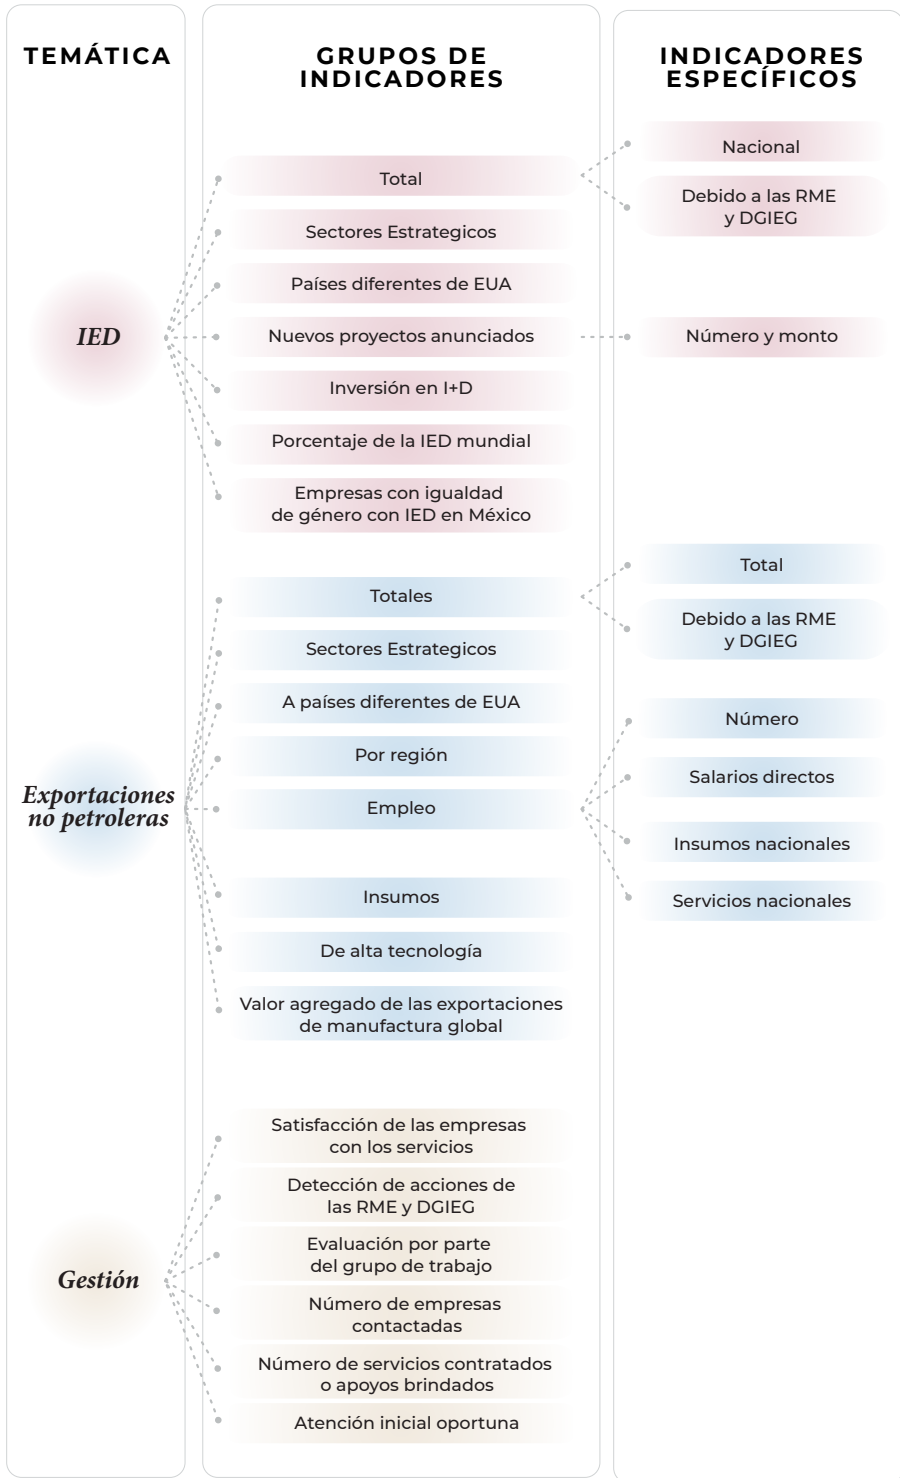 TEMÁTICA
GRUPOS DE
INDICADORES
INDICADORES
ESPECÍFICOS
IED
Total
Sectores Estrategicos
Países diferentes de EUA
Nuevos proyectos anunciados
Inversión en I+D
Porcentaje de la IED mundial
Empresas con igualdad
de género con IED en México
Nacional
Debido a las RME
y DGIEG
Número y monto
Exportaciones
no petroleras
Totales
Sectores Estrategicos
A países diferentes de EUA
Por región
Empleo
Insumos
De alta tecnología
Valor agregado de las exportaciones
de manufactura global
Total
Debido a las RME
y DGIEG
Número
Salarios directos
Insumos nacionales
Servicios nacionales
Gestión
Satisfacción de las empresas
con los servicios
Detección de acciones de
las RME y DGIEG
Evaluación por parte
del grupo de trabajo
Número de empresas
contactadas
Número de servicios contratados
o apoyos brindados
Atención inicial oportuna